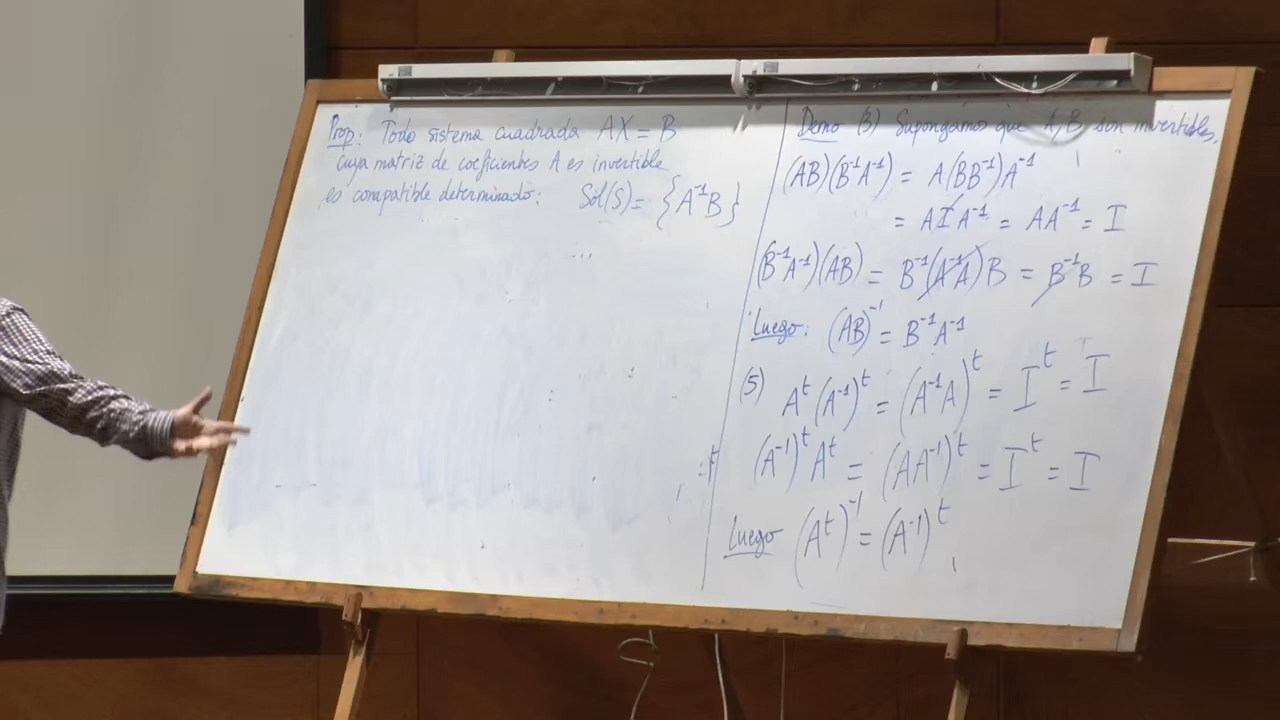 Prop: Todo sistema cuadrada AX = B
cuya matriz de coeficientes A es invertible
es compatible determinado: Sol(S) = {A⁻¹B}
Demo (3) Supongamos que A, B son invertibles.
(AB)(B⁻¹A⁻¹) = A(BB⁻¹)A⁻¹
= AIA⁻¹ = AA⁻¹ = I
(B⁻¹A⁻¹)(AB) = B⁻¹(A⁻¹A)B = B⁻¹B = I
Luego: (AB)⁻¹ = B⁻¹A⁻¹
(5) Aᵗ(A⁻¹)ᵗ = (A⁻¹A)ᵗ = Iᵗ = I
(A⁻¹)ᵗAᵗ = (AA⁻¹)ᵗ = Iᵗ = I
Luego (Aᵗ)⁻¹ = (A⁻¹)ᵗ